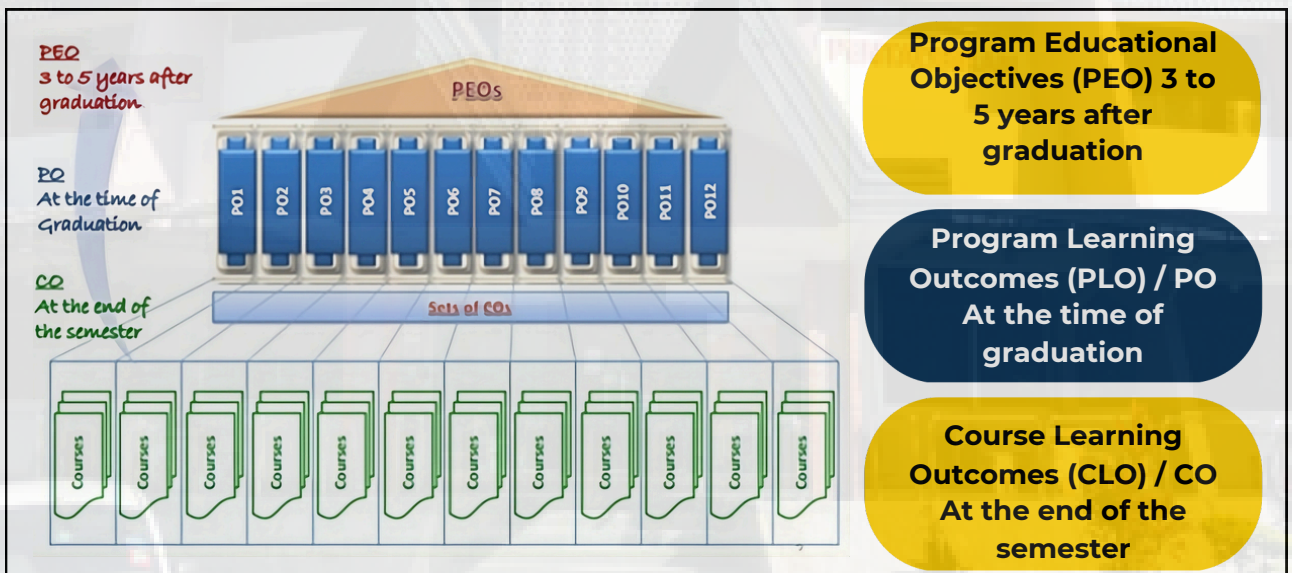 PEO
3 to 5 years after
graduation
PO
At the time of
Graduation
CO
At the end of
the semester
PEOs
PO1
PO2
PO3
PO4
PO5
PO6
PO7
PO8
PO9
PO10
PO11
PO12
Sets of COs
Courses
Courses
Courses
Courses
Courses
Courses
Courses
Courses
Courses
Courses
Courses
Courses
Program Educational
Objectives (PEO) 3 to
5 years after
graduation
Program Learning
Outcomes (PLO) / PO
At the time of
graduation
Course Learning
Outcomes (CLO) / CO
At the end of the
semester